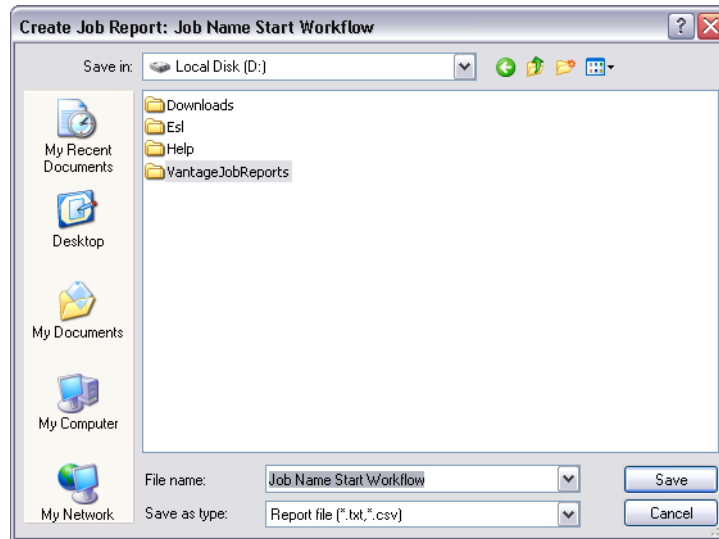 Create Job Report: Job Name Start Workflow
Save in: Local Disk (D:)
Downloads
Esl
Help
VantageJobReports
My Recent
Documents
Desktop
My Documents
My Computer
My Network
File name: Job Name Start Workflow Save
Save as type: Report file (*.txt,*.csv) Cancel